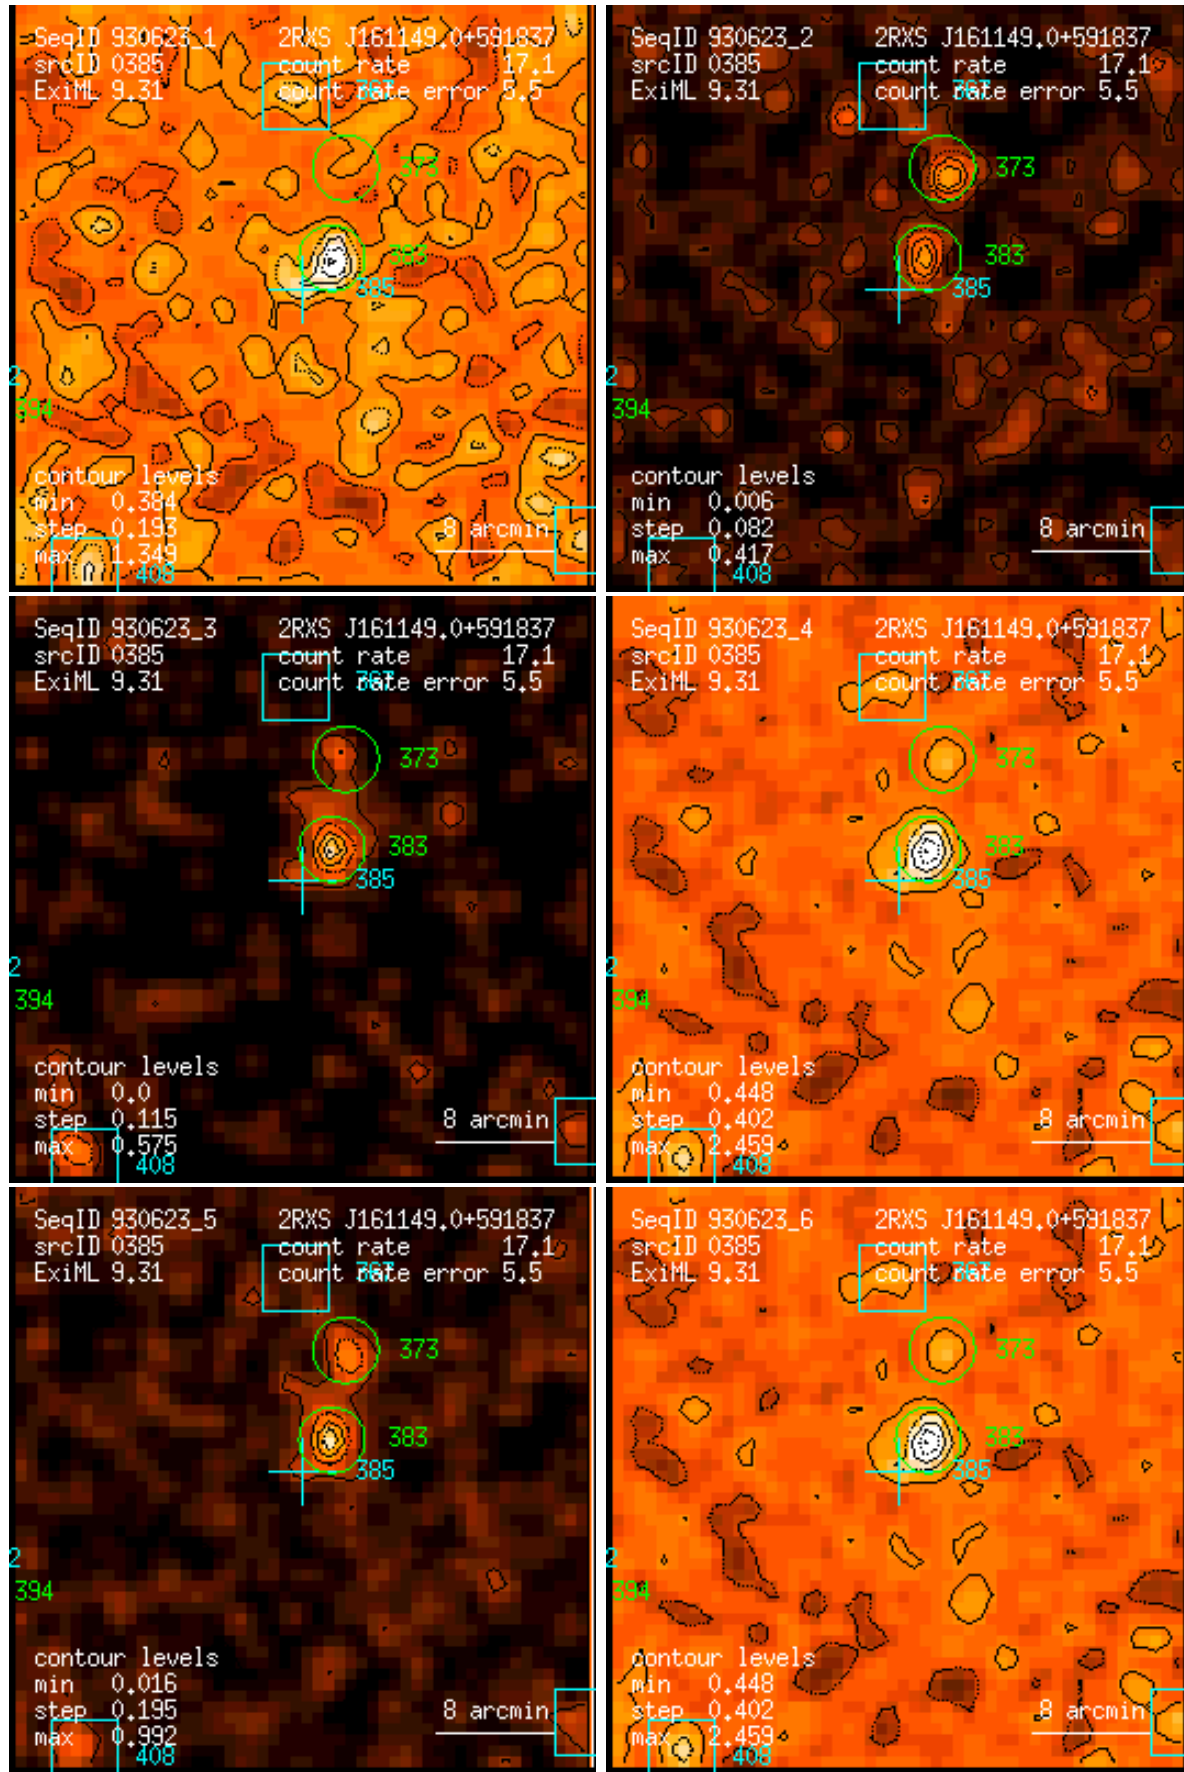 SeqID 930623_1 2RXS J161149.0+591837
srcID 0385 count rate 17.1
ExiML 9.31 count rate error 5.5
373
383
385
2
394
contour levels
min 0.384
step 0.193
max 1.349
8 arcmin
408
SeqID 930623_2 2RXS J161149.0+591837
srcID 0385 count rate 17.1
ExiML 9.31 count rate error 5.5
373
383
385
2
394
contour levels
min 0.006
step 0.082
max 0.417
8 arcmin
408
SeqID 930623_3 2RXS J161149.0+591837
srcID 0385 count rate 17.1
ExiML 9.31 count rate error 5.5
373
383
385
2
394
contour levels
min 0.0
step 0.115
max 0.575
8 arcmin
408
SeqID 930623_4 2RXS J161149.0+591837
srcID 0385 count rate 17.1
ExiML 9.31 count rate error 5.5
373
383
385
2
394
contour levels
min 0.448
step 0.402
max 2.459
8 arcmin
408
SeqID 930623_5 2RXS J161149.0+591837
srcID 0385 count rate 17.1
ExiML 9.31 count rate error 5.5
373
383
385
2
394
contour levels
min 0.016
step 0.195
max 0.992
8 arcmin
408
SeqID 930623_6 2RXS J161149.0+591837
srcID 0385 count rate 17.1
ExiML 9.31 count rate error 5.5
373
383
385
2
394
contour levels
min 0.448
step 0.402
max 2.459
8 arcmin
408